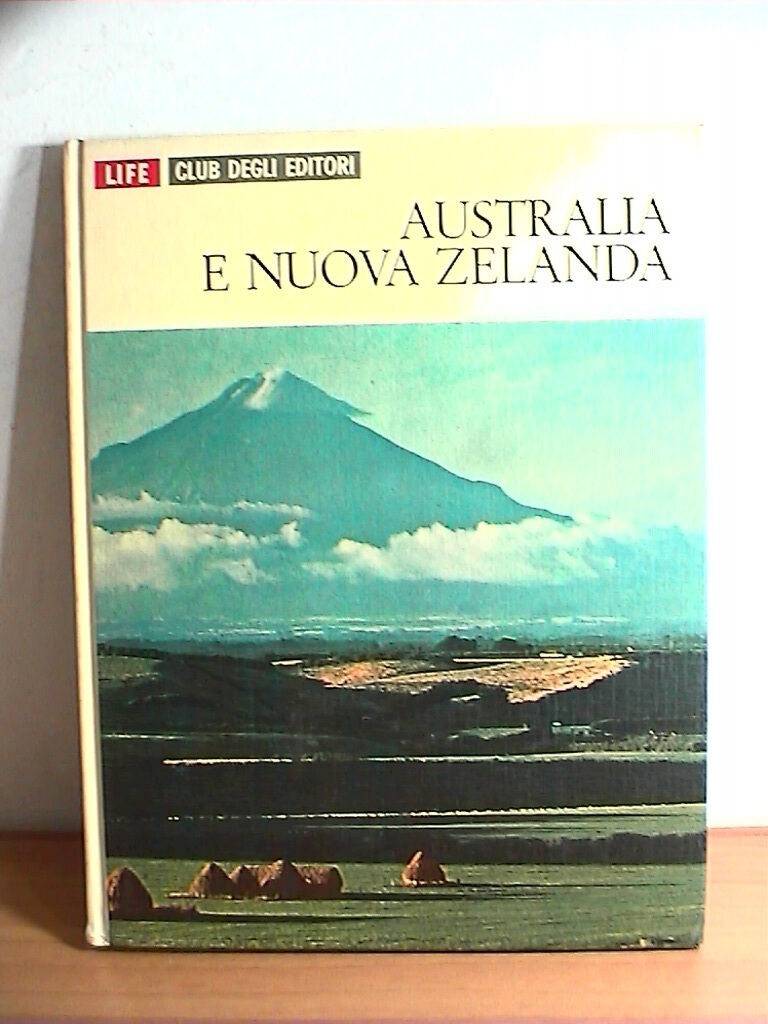 LIFE CLUB DEGLI EDITORI
AUSTRALIA
E NUOVA ZELANDA